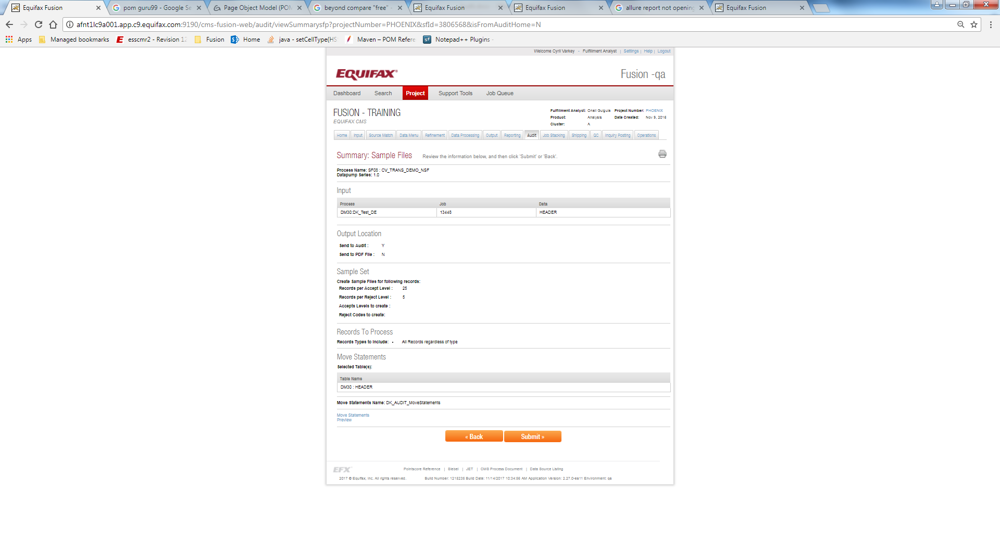 Equifax Fusion
pom guru99 - Google Se
Page Object Model (POM
beyond compare "free" -
Equifax Fusion
Equifax Fusion
allure report not opening
Equifax Fusion
afnt1lc9a001.app.c9.equifax.com:9190/cms-fusion-web/audit/viewSummarysfp?projectNumber=PHOENIX&sfId=3806568&isFromAuditHome=N
Apps Managed bookmarks esscmr2 - Revision 12 Fusion Home java - setCellType(HS Maven – POM Refere Notepad++ Plugins -
Welcome Cyril Varkey - Fulfillment Analyst | Settings | Help | Logout
EQUIFAX Fusion -qa
Dashboard Search Project Support Tools Job Queue
FUSION - TRAINING
EQUIFAX CMS
Fulfillment Analyst: Onali Gulgula Project Number: PHOENIX
Product: Analysis Date Created: Nov 9, 2016
Cluster: A
Home Input Source Match Data Menu Refinement Data Processing Output Reporting Audit Job Stacking Shipping QC Inquiry Posting Operations
Summary: Sample Files Review the information below, and then click 'Submit' or 'Back'.
Process Name: SF08 : CV_TRANS_DEMO_NSF
Datapump Series: 1.0
Input
Process Job Data
DM30:DK_Test_DE 13448 HEADER
Output Location
Send to Audit : Y
Send to PDF File : N
Sample Set
Create Sample Files for following records:
Records per Accept Level : 25
Records per Reject Level : 5
Accepts Levels to create :
Reject Codes to create:
Records To Process
Records Types to Include: • All Records regardless of type
Move Statements
Selected Table(s):
Table Name
DM30 : HEADER
Move Statements Name: DK_AUDIT_MoveStatements
Move Statements
Preview
« Back Submit »
EFX Pointscore Reference | Siebel | JET | CMS Process Document | Data Source Listing
2017 © Equifax, Inc. All rights reserved. Build Number: 1218235 Build Date: 11/14/2017 10:34:56 AM Application Version: 2.27.0-ea11 Environment: qa